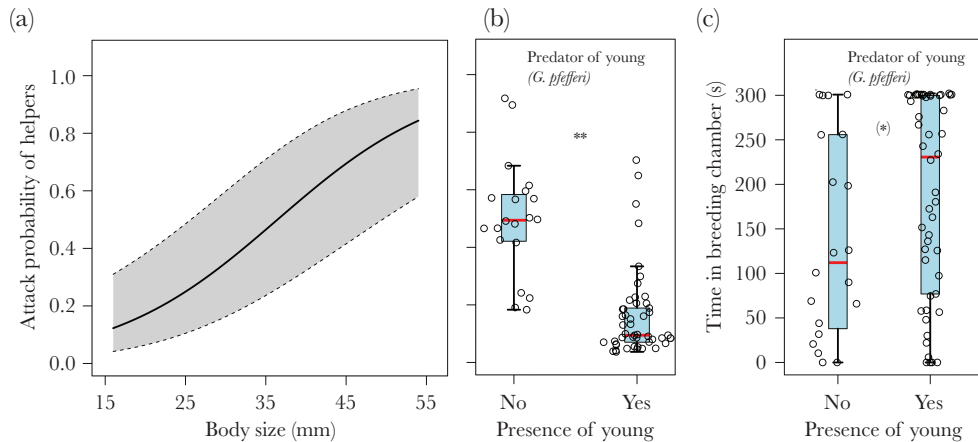 (a)
Attack probability of helpers
1.0
0.8
0.6
0.4
0.2
0.0
15
25
35
45
55
Body size (mm)
(b)
Predator of young
(G. pfefferi)
**
No
Yes
Presence of young
(c)
Time in breeding chamber (s)
Predator of young
(G. pfefferi)
(*)
300
250
200
150
100
50
0
No
Yes
Presence of young